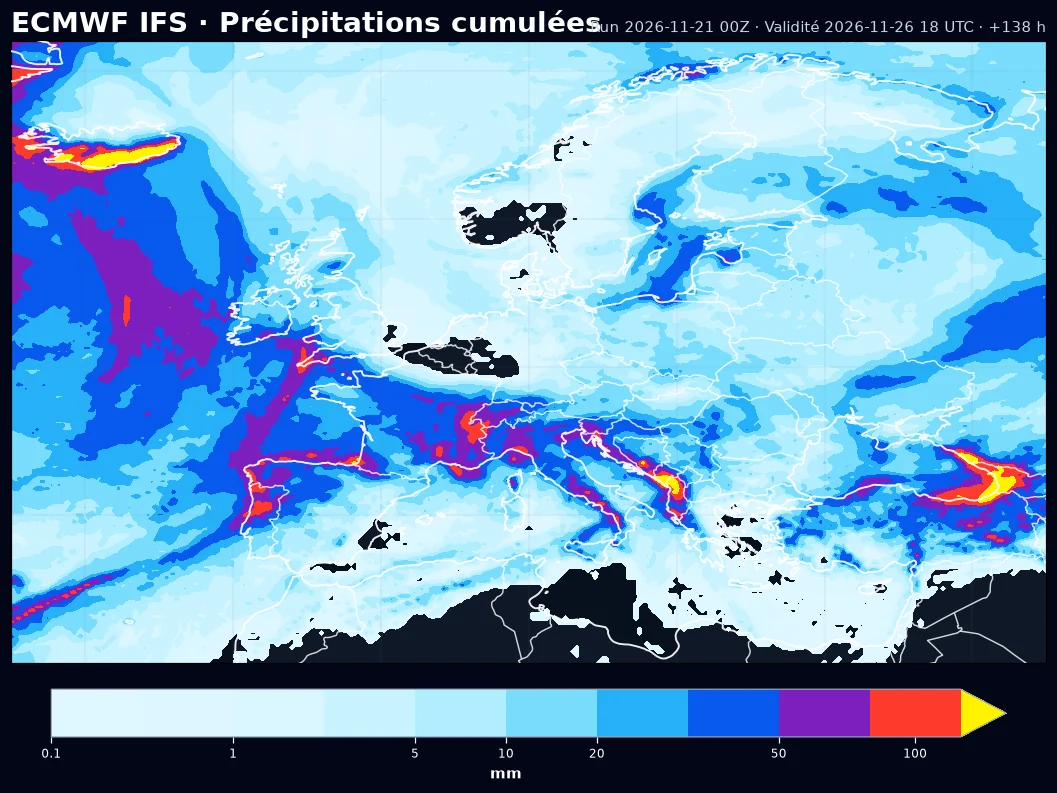 ECMWF IFS · Précipitations cumulées
Run 2026-11-21 00Z · Validité 2026-11-26 18 UTC · +138 h
0.1 1 5 10 20 50 100
mm